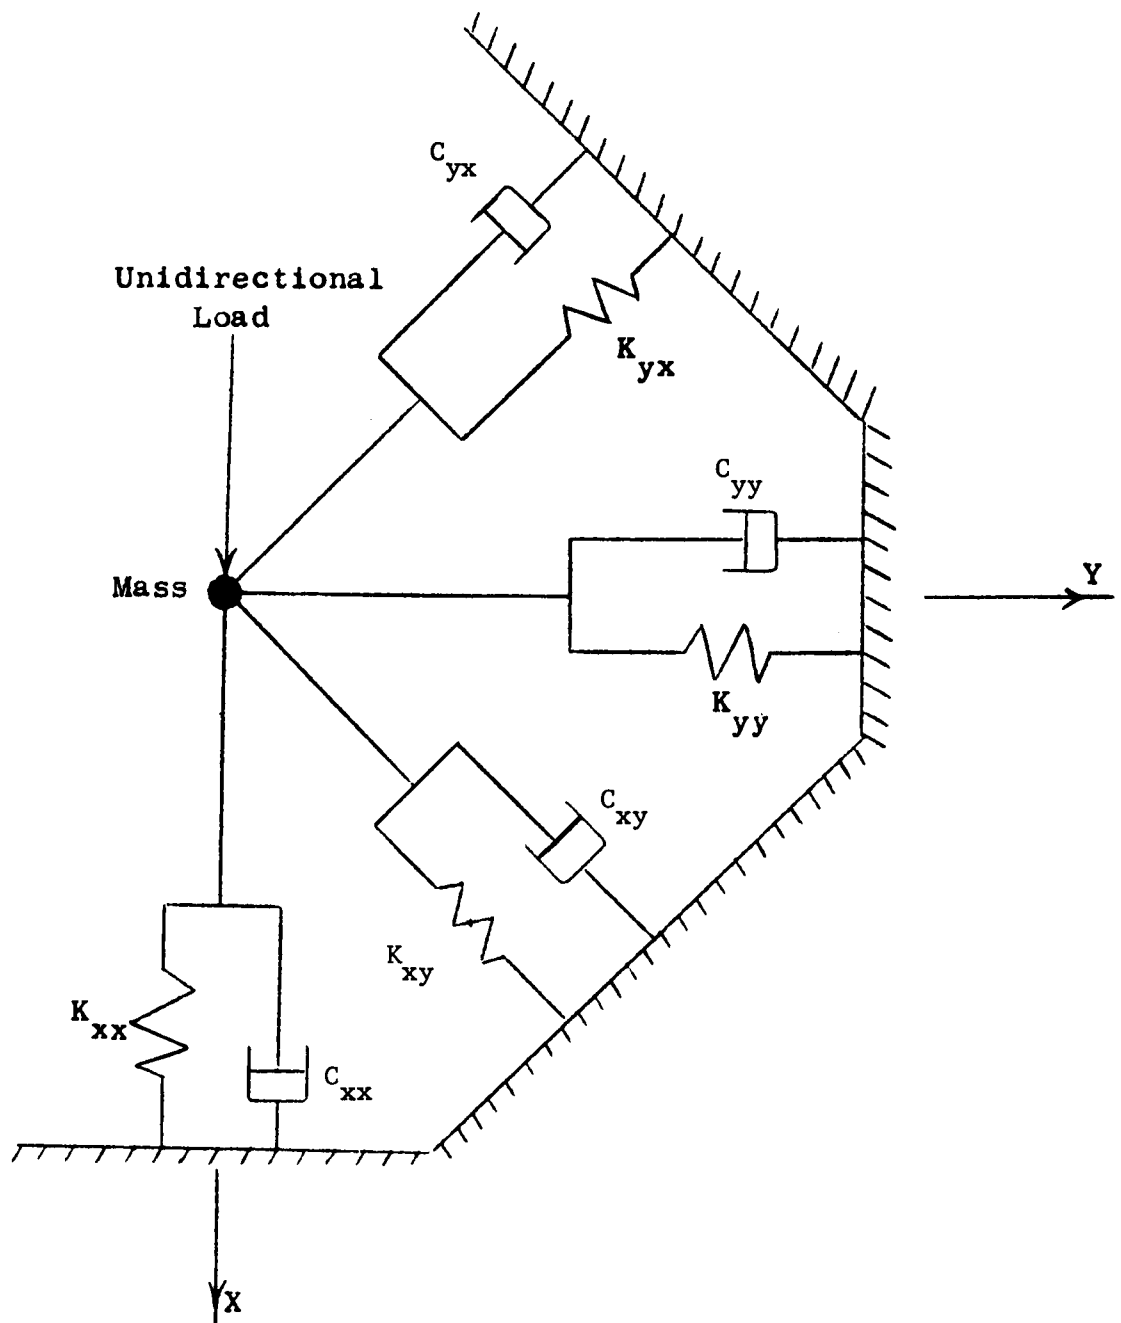 C yx
Unidirectional
Load
K yx
C yy
Mass
Y
K yy
C xy
K xy
K xx
C xx
X